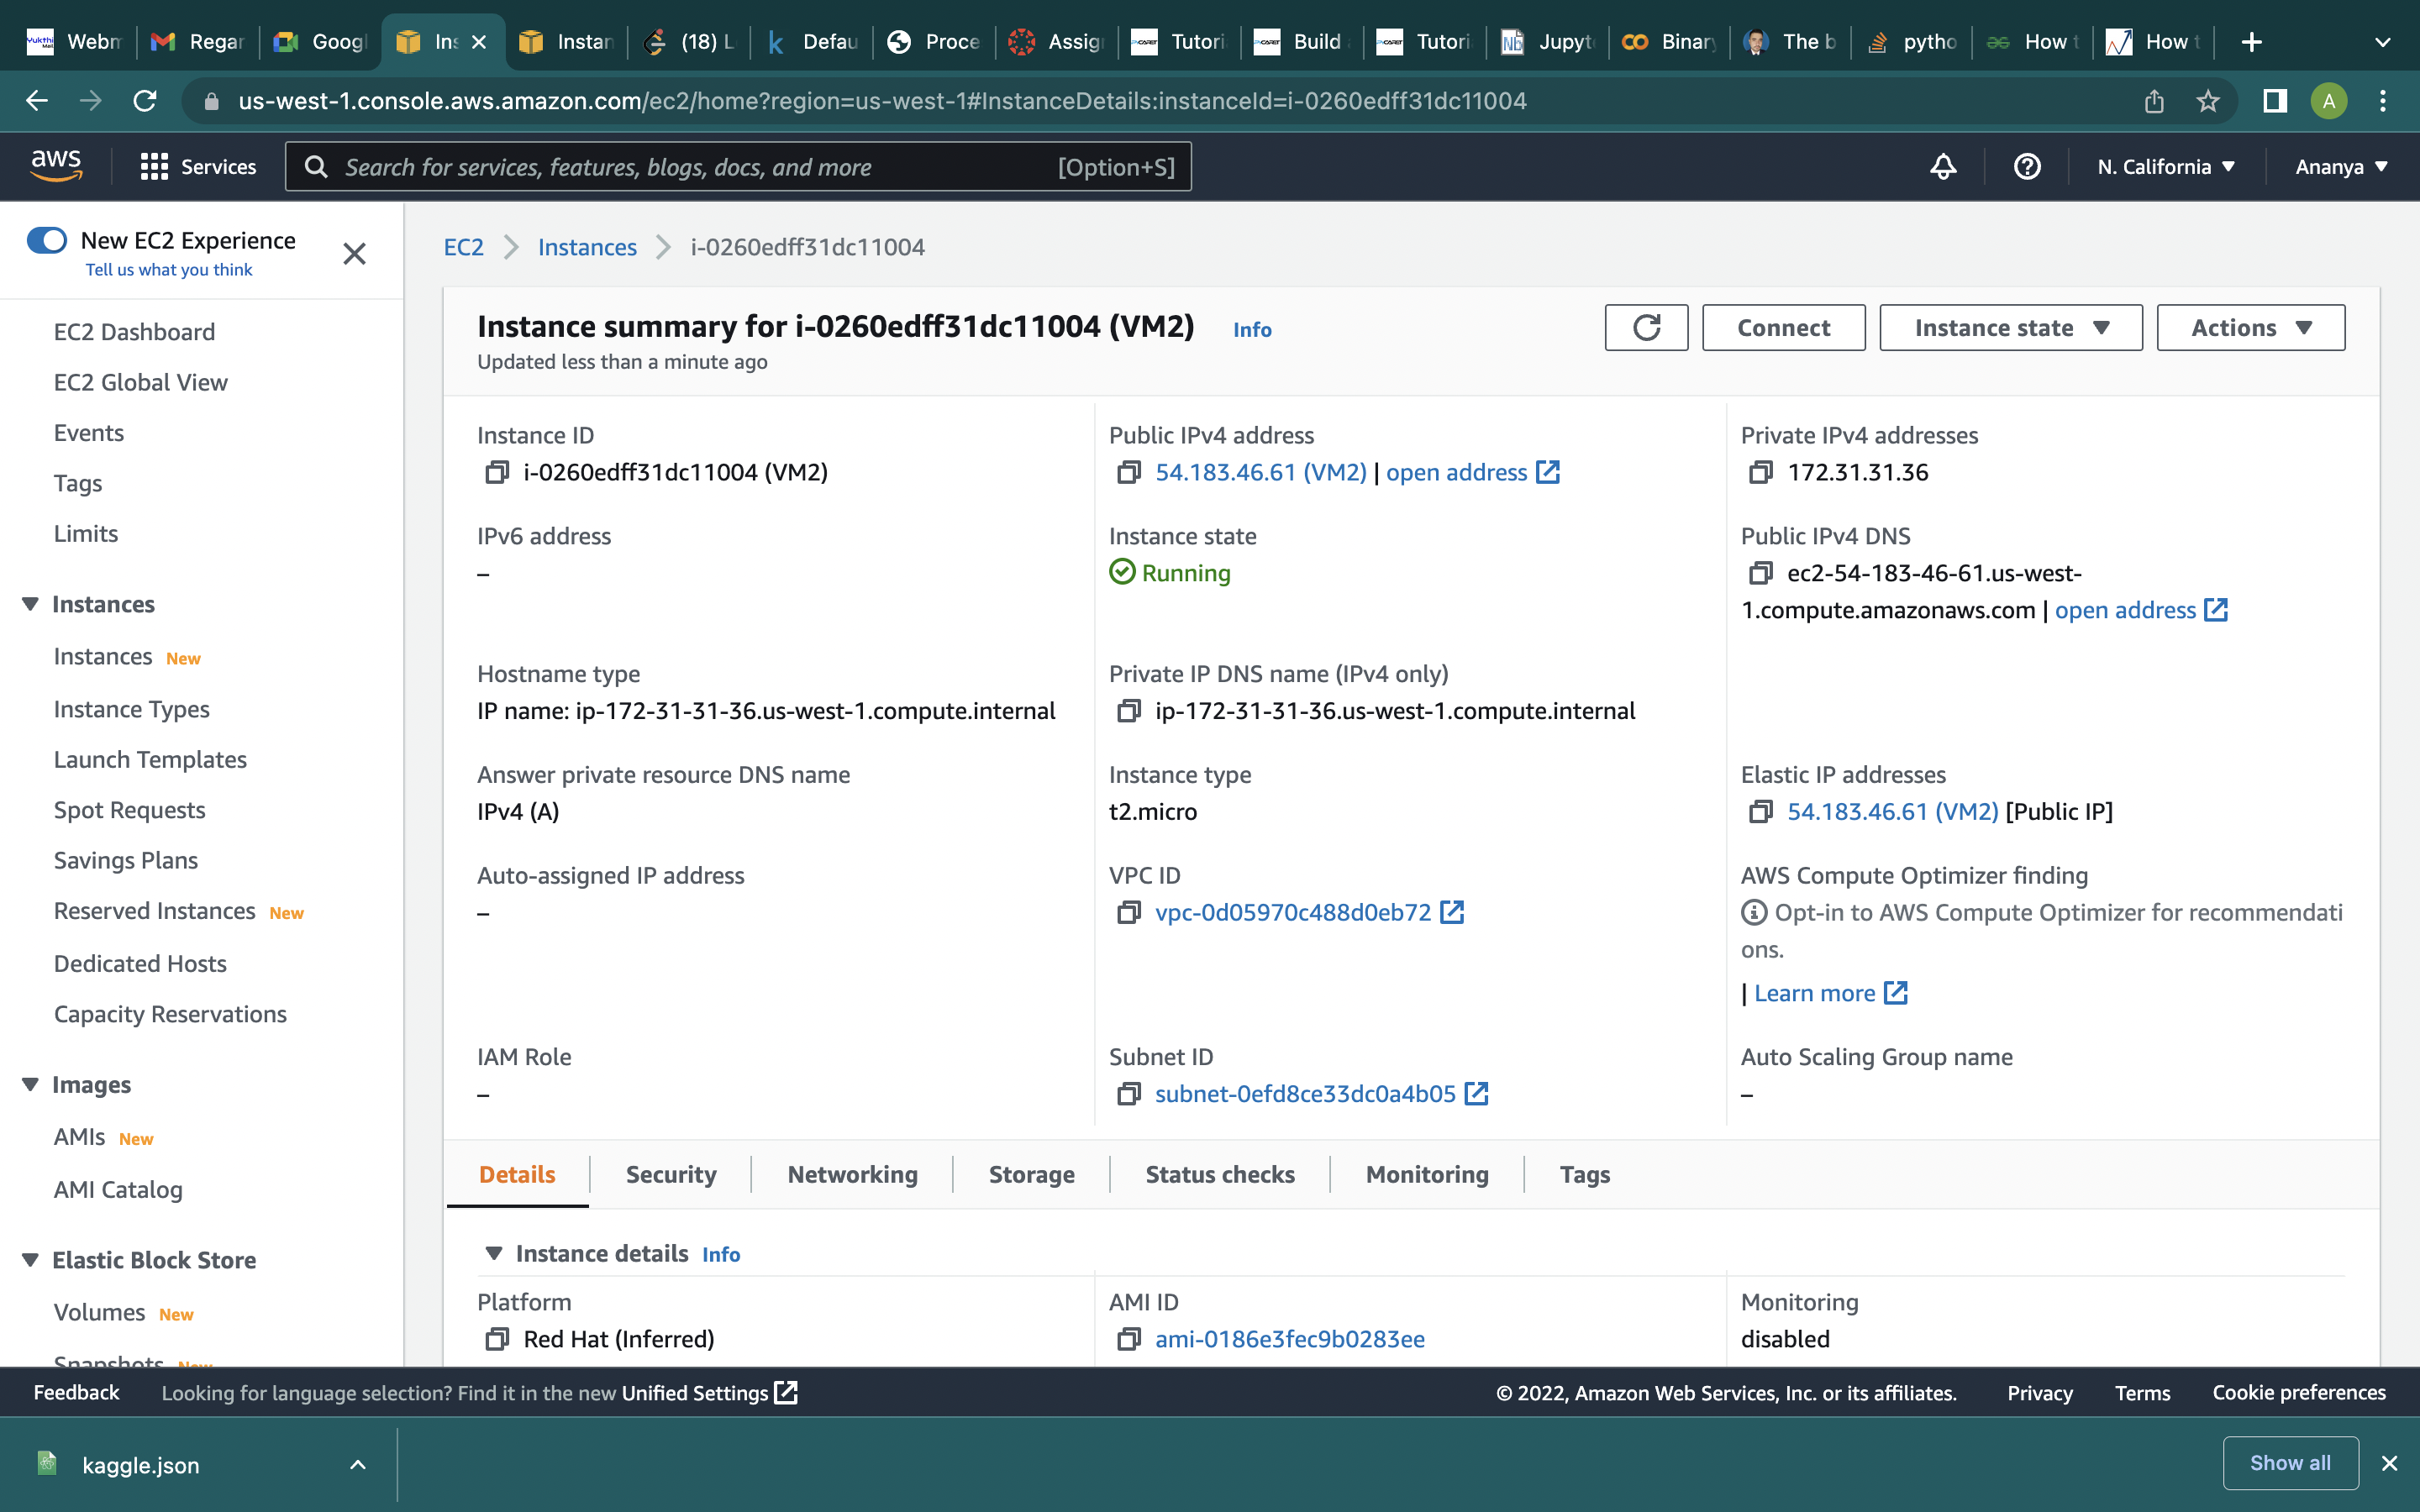 Webm
Regar
Googl
Ins
Instan
(18) L
Defau
Proce
Assig
Tutori
Build
Tutori
Jupyt
Binary
The b
pytho
How t
How t
us-west-1.console.aws.amazon.com/ec2/home?region=us-west-1#InstanceDetails:instanceId=i-0260edff31dc11004
A
aws
Services
Search for services, features, blogs, docs, and more [Option+S]
N. California
Ananya
New EC2 Experience
Tell us what you think
EC2 Dashboard
EC2 Global View
Events
Tags
Limits
Instances
Instances New
Instance Types
Launch Templates
Spot Requests
Savings Plans
Reserved Instances New
Dedicated Hosts
Capacity Reservations
Images
AMIs New
AMI Catalog
Elastic Block Store
Volumes New
Snapshots New
EC2 > Instances > i-0260edff31dc11004
Instance summary for i-0260edff31dc11004 (VM2) Info
Updated less than a minute ago
Connect
Instance state
Actions
Instance ID
i-0260edff31dc11004 (VM2)
Public IPv4 address
54.183.46.61 (VM2) | open address
Private IPv4 addresses
172.31.31.36
IPv6 address
–
Instance state
Running
Public IPv4 DNS
ec2-54-183-46-61.us-west-
1.compute.amazonaws.com | open address
Hostname type
IP name: ip-172-31-31-36.us-west-1.compute.internal
Private IP DNS name (IPv4 only)
ip-172-31-31-36.us-west-1.compute.internal
Answer private resource DNS name
IPv4 (A)
Instance type
t2.micro
Elastic IP addresses
54.183.46.61 (VM2) [Public IP]
Auto-assigned IP address
–
VPC ID
vpc-0d05970c488d0eb72
AWS Compute Optimizer finding
Opt-in to AWS Compute Optimizer for recommendati
ons.
| Learn more
IAM Role
–
Subnet ID
subnet-0efd8ce33dc0a4b05
Auto Scaling Group name
–
Details
Security
Networking
Storage
Status checks
Monitoring
Tags
Instance details Info
Platform
Red Hat (Inferred)
AMI ID
ami-0186e3fec9b0283ee
Monitoring
disabled
Feedback
Looking for language selection? Find it in the new Unified Settings
© 2022, Amazon Web Services, Inc. or its affiliates.
Privacy
Terms
Cookie preferences
kaggle.json
Show all